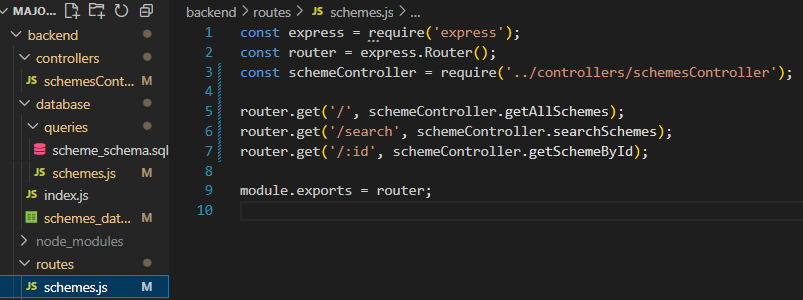 MAJO...
backend
controllers
JS schemesCont... M
database
queries
scheme_schema.sql
JS schemes.js M
JS index.js
schemes_dat... M
node_modules
routes
JS schemes.js M
backend > routes > JS schemes.js > ...
1 const express = require('express');
2 const router = express.Router();
3 const schemeController = require('../controllers/schemesController');
4
5 router.get('/', schemeController.getAllSchemes);
6 router.get('/search', schemeController.searchSchemes);
7 router.get('/:id', schemeController.getSchemeById);
8
9 module.exports = router;
10